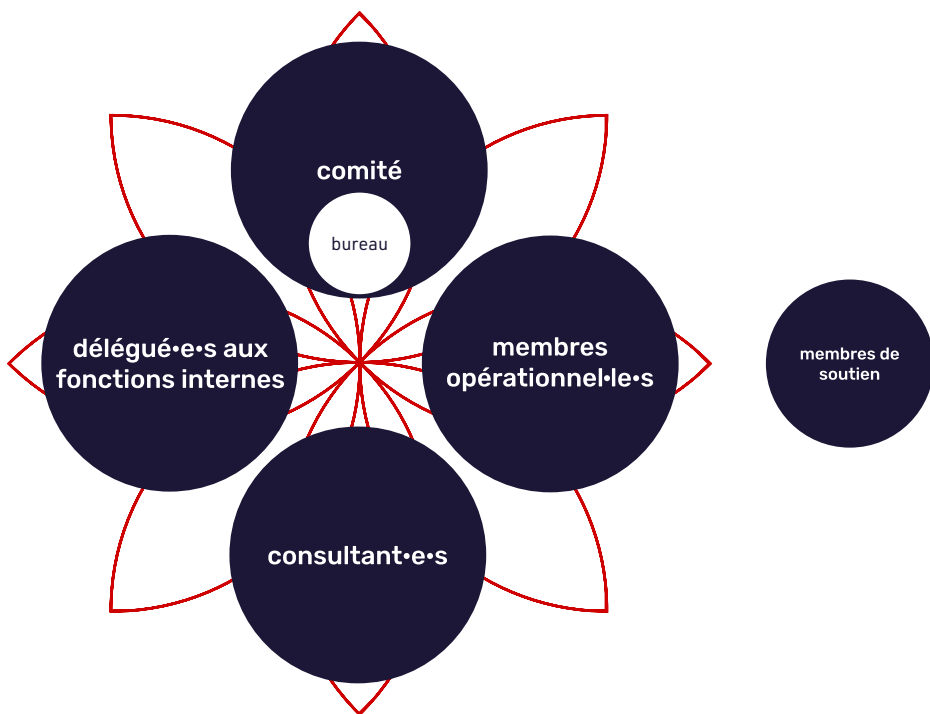 comité
bureau
délégué•e•s aux
fonctions internes
membres
opérationnel•le•s
membres de
soutien
consultant•e•s